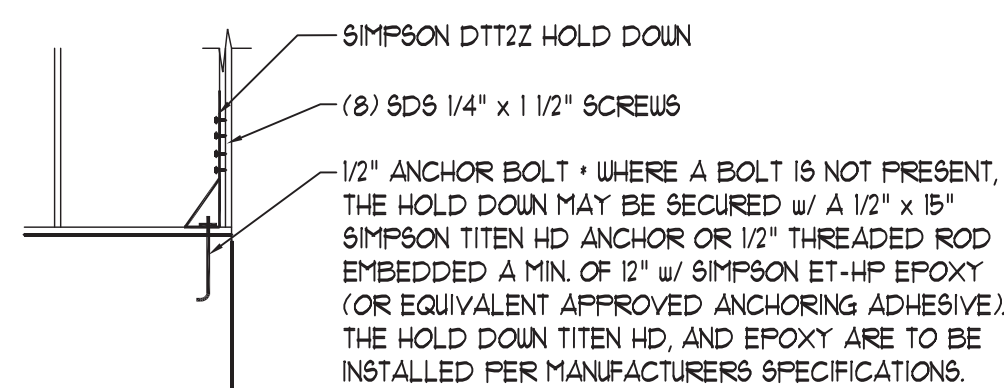 SIMPSON DTT2Z HOLD DOWN
(8) SDS 1/4" x 1 1/2" SCREWS
1/2" ANCHOR BOLT * WHERE A BOLT IS NOT PRESENT,
THE HOLD DOWN MAY BE SECURED w/ A 1/2" x 15"
SIMPSON TITEN HD ANCHOR OR 1/2" THREADED ROD
EMBEDDED A MIN. OF 12" w/ SIMPSON ET-HP EPOXY
(OR EQUIVALENT APPROVED ANCHORING ADHESIVE).
THE HOLD DOWN TITEN HD, AND EPOXY ARE TO BE
INSTALLED PER MANUFACTURERS SPECIFICATIONS.